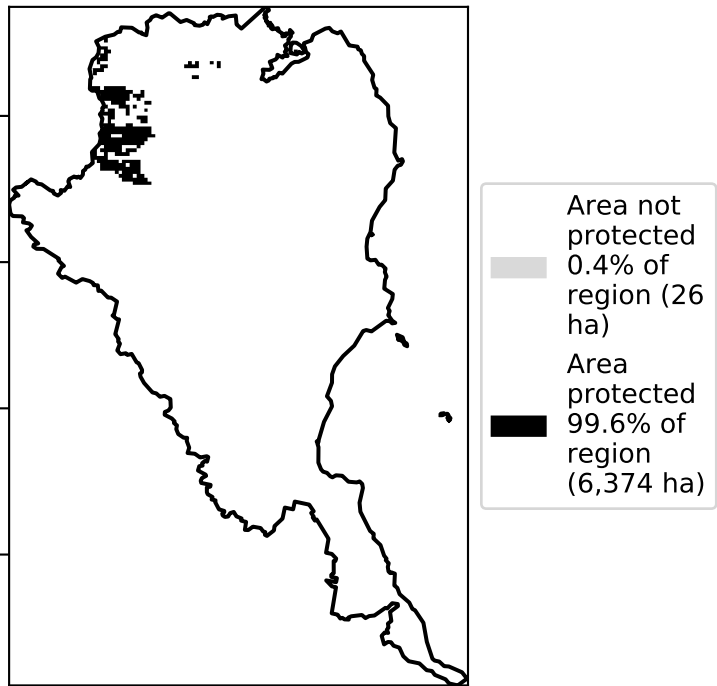 Area not
protected
0.4% of
region (26
ha)
Area
protected
99.6% of
region
(6,374 ha)